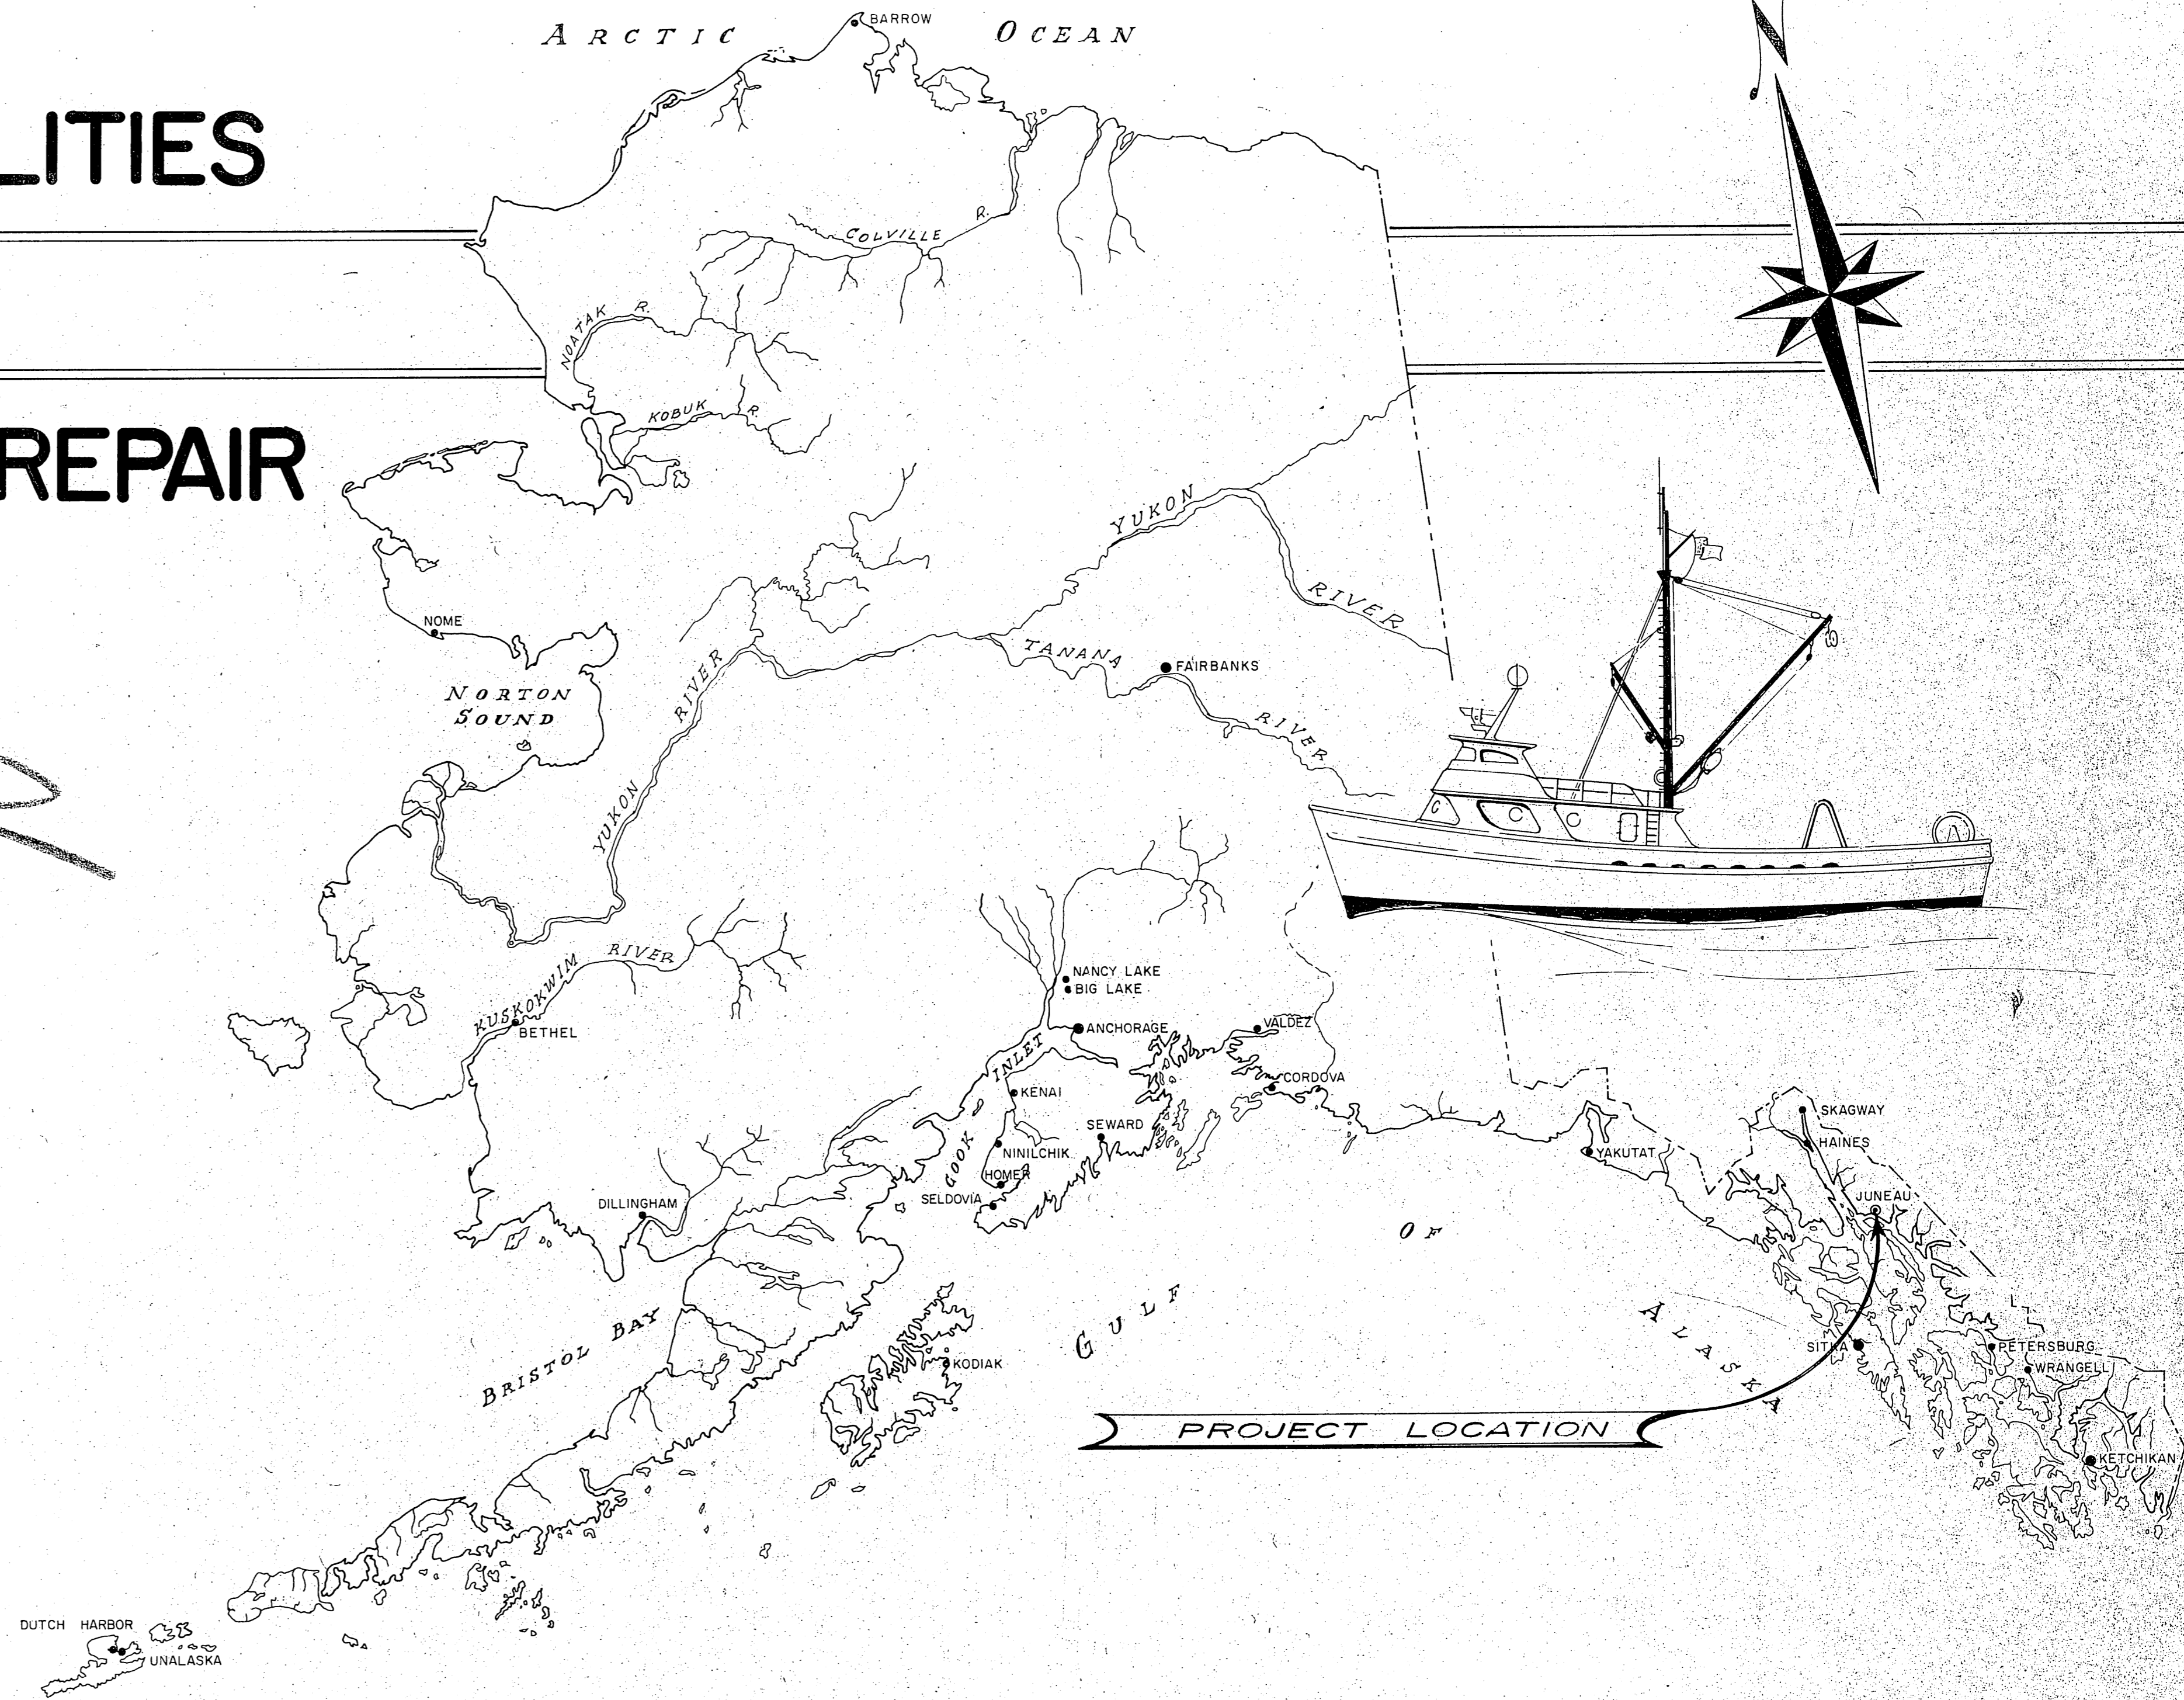 ARCTIC OCEAN
BARROW
N
LITIES
COLVILLE R.
NOATAK R.
KOBUK R.
REPAIR
YUKON RIVER
NOME
TANANA RIVER
FAIRBANKS
NORTON
SOUND
YUKON RIVER
KUSKOKWIM RIVER
BETHEL
NANCY LAKE
BIG LAKE
ANCHORAGE
VALDEZ
COOK INLET
KENAI
CORDOVA
SEWARD
NINILCHIK
HOMER
SELDOVIA
DILLINGHAM
SKAGWAY
HAINES
YAKUTAT
JUNEAU
GULF OF ALASKA
BRISTOL BAY
KODIAK
SITKA
PETERSBURG
WRANGELL
PROJECT LOCATION
KETCHIKAN
DUTCH HARBOR
UNALASKA